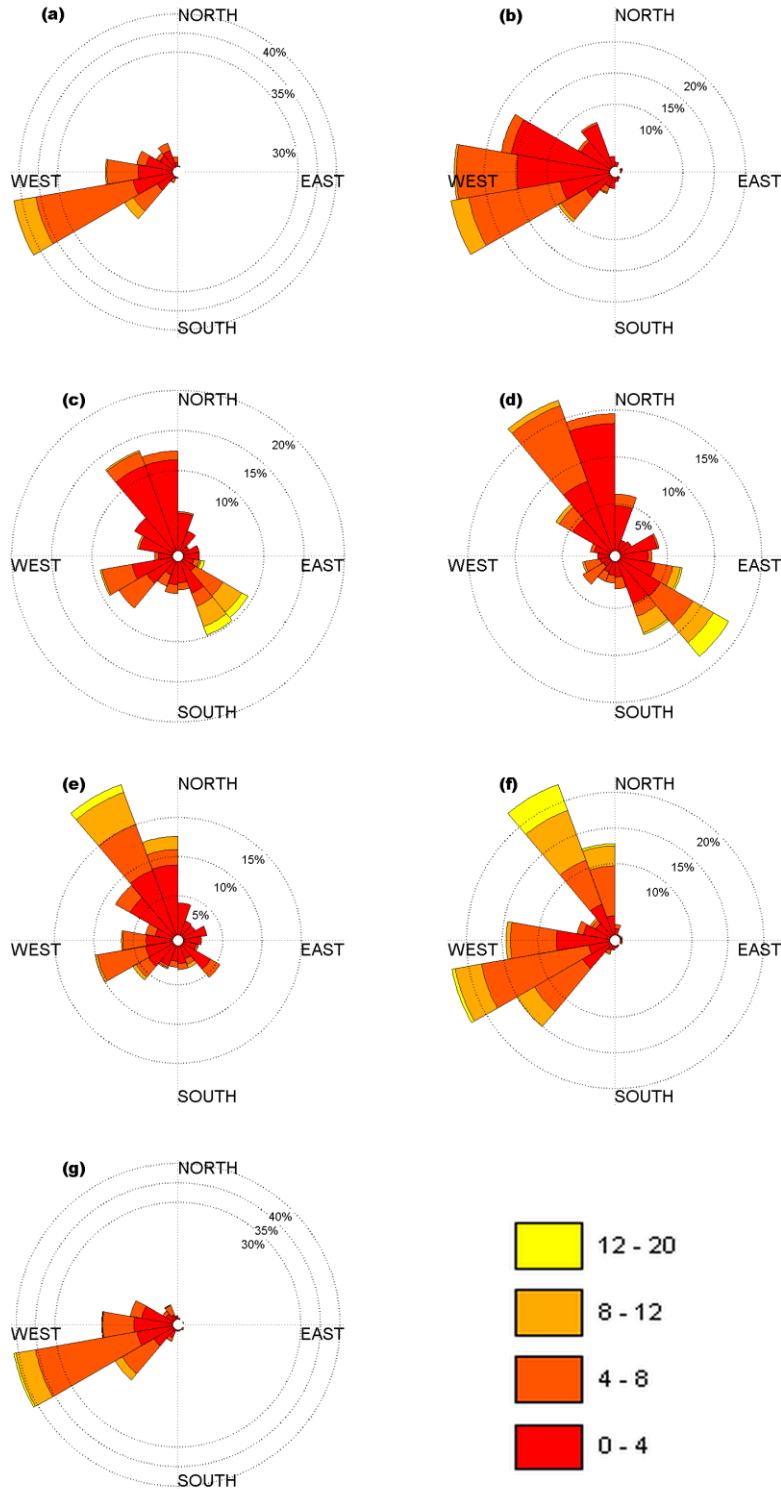 (a)
NORTH
40%
35%
30%
WEST
EAST
SOUTH
(b)
NORTH
20%
15%
10%
WEST
EAST
SOUTH
(c)
NORTH
20%
15%
10%
WEST
EAST
SOUTH
(d)
NORTH
15%
10%
5%
WEST
EAST
SOUTH
(e)
NORTH
15%
10%
5%
WEST
EAST
SOUTH
(f)
NORTH
20%
15%
10%
WEST
EAST
SOUTH
(g)
NORTH
40%
35%
30%
WEST
EAST
SOUTH
12 - 20
8 - 12
4 - 8
0 - 4